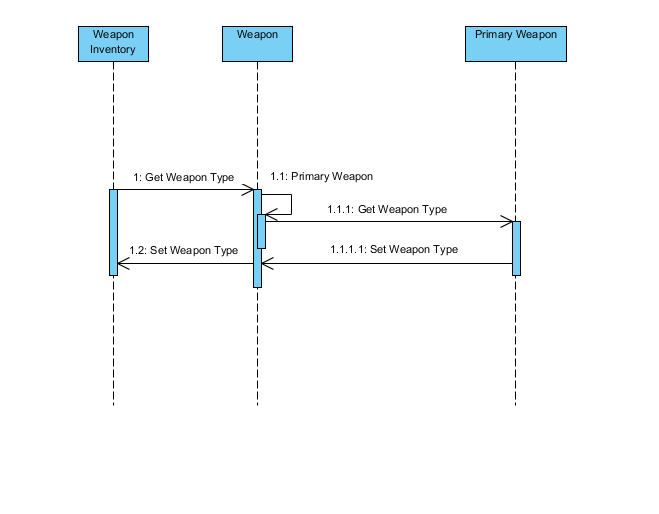 Weapon
Inventory
Weapon
Primary Weapon
1: Get Weapon Type
1.1: Primary Weapon
1.1.1: Get Weapon Type
1.2: Set Weapon Type
1.1.1.1: Set Weapon Type